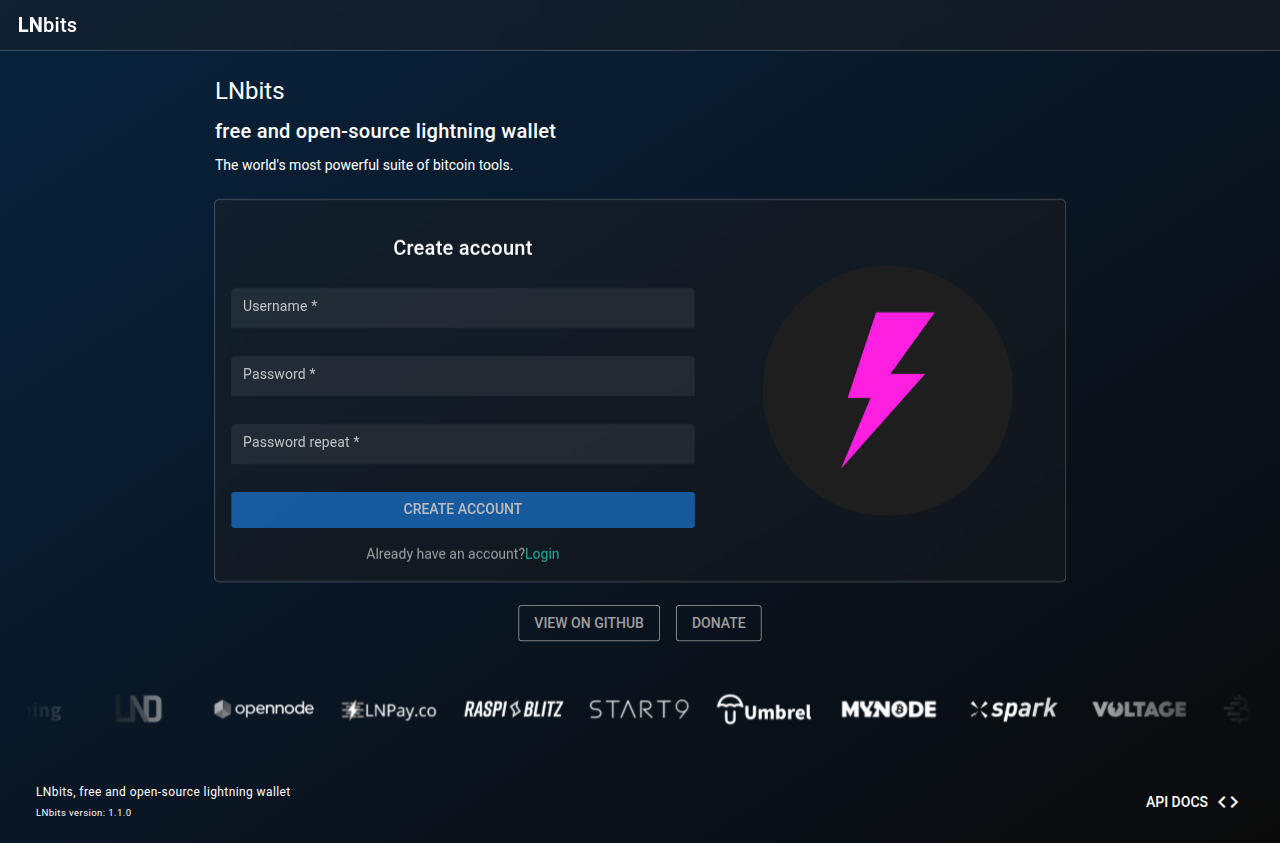 LNbits
LNbits
free and open-source lightning wallet
The world's most powerful suite of bitcoin tools.
Create account
Username *
Password *
Password repeat *
CREATE ACCOUNT
Already have an account?Login
VIEW ON GITHUB
DONATE
ing LND opennode LNPay.co RASPI BLITZ START9 Umbrel MYNODE spark VOLTAGE
LNbits, free and open-source lightning wallet
LNbits version: 1.1.0
API DOCS